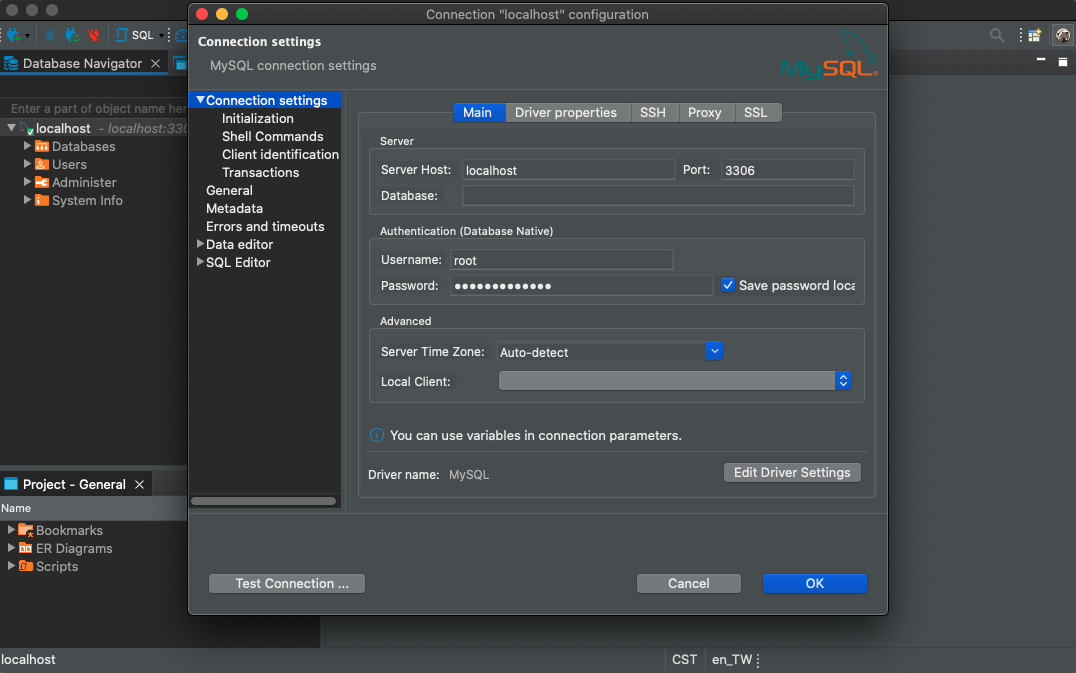 Connection "localhost" configuration
SQL
Database Navigator
Enter a part of object name her
localhost - localhost:330
Databases
Users
Administer
System Info
Project - General
Name
Bookmarks
ER Diagrams
Scripts
Connection settings
MySQL connection settings
MySQL
Connection settings
Initialization
Shell Commands
Client identification
Transactions
General
Metadata
Errors and timeouts
Data editor
SQL Editor
Main Driver properties SSH Proxy SSL
Server
Server Host: localhost Port: 3306
Database:
Authentication (Database Native)
Username: root
Password: ●●●●●●●●●●●●● Save password loca
Advanced
Server Time Zone: Auto-detect
Local Client:
You can use variables in connection parameters.
Driver name: MySQL Edit Driver Settings
Test Connection ... Cancel OK
localhost CST en_TW